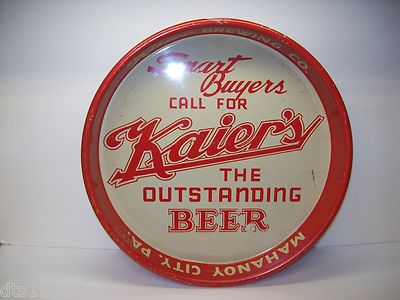 BREWING CO.
Smart
Buyers
CALL FOR
Kaier's
THE
OUTSTANDING
BEER
MAHANOY CITY, PA.